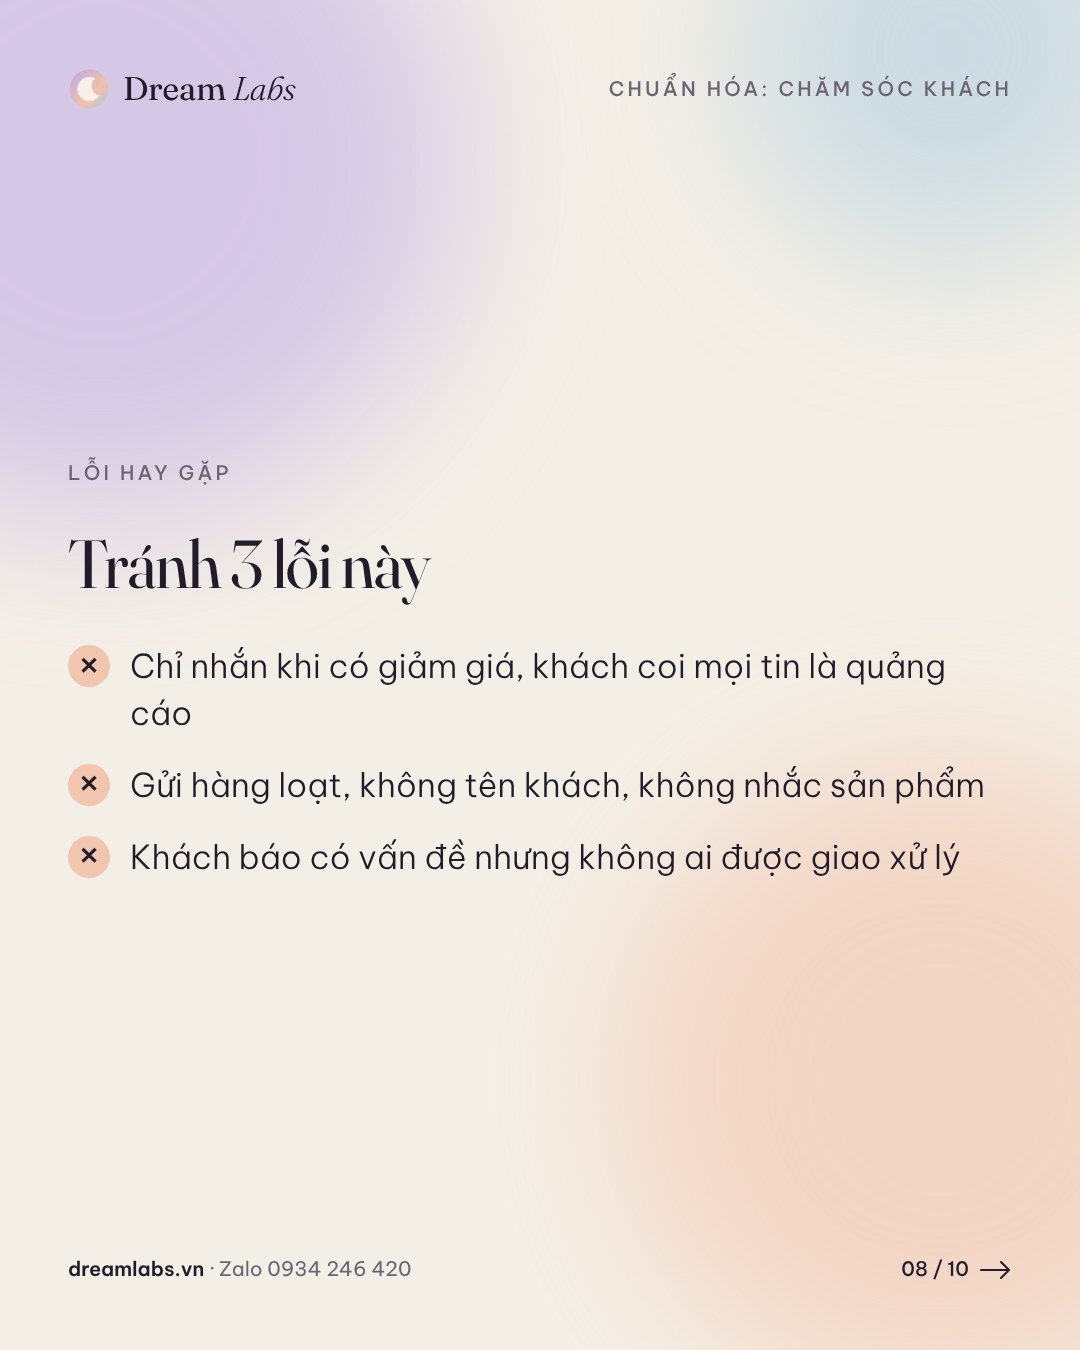 Dream Labs
CHUẨN HÓA: CHĂM SÓC KHÁCH
LỖI HAY GẶP
Tránh 3 lỗi này
Chỉ nhắn khi có giảm giá, khách coi mọi tin là quảng
cáo
Gửi hàng loạt, không tên khách, không nhắc sản phẩm
Khách báo có vấn đề nhưng không ai được giao xử lý
dreamlabs.vn · Zalo 0934 246 420
08 / 10 →